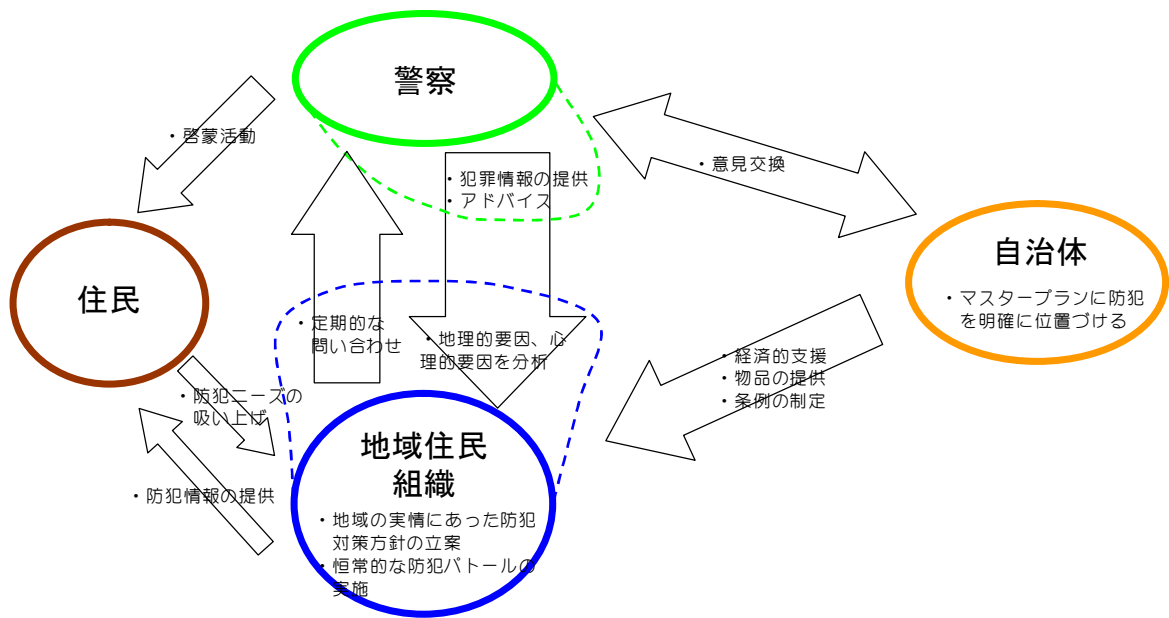 警察
・啓蒙活動
・犯罪情報の提供
・アドバイス
・意見交換
自治体
・マスタープランに防犯
を明確に位置づける
住民
・定期的な
問い合わせ
・地理的要因、心
理的要因を分析
・経済的支援
・物品の提供
・条例の制定
・防犯ニーズの
吸い上げ
・防犯情報の提供
地域住民
組織
・地域の実情にあった防犯
対策方針の立案
・恒常的な防犯パトールの
実施